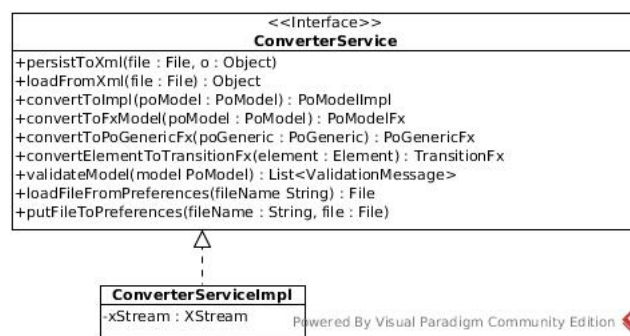 <<Interface>>
ConverterService
+persistToXml(file : File, o : Object)
+loadFromXml(file : File) : Object
+convertToImpl(poModel : PoModel) : PoModelImpl
+convertToFxModel(poModel : PoModel) : PoModelFx
+convertToPoGenericFx(poGeneric : PoGeneric) : PoGenericFx
+convertElementToTransitionFx(element : Element) : TransitionFx
+validateModel(model PoModel) : List<ValidationMessage>
+loadFileFromPreferences(fileName String) : File
+putFileToPreferences(fileName : String, file : File)
ConverterServiceImpl
-xStream : XStream
Powered By Visual Paradigm Community Edition